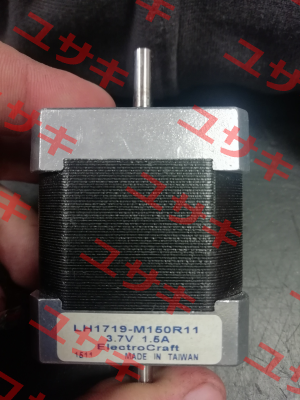 ユサキ
LH1719-M150R11
3.7V 1.5A
ElectroCraft
1511 MADE IN TAIWAN